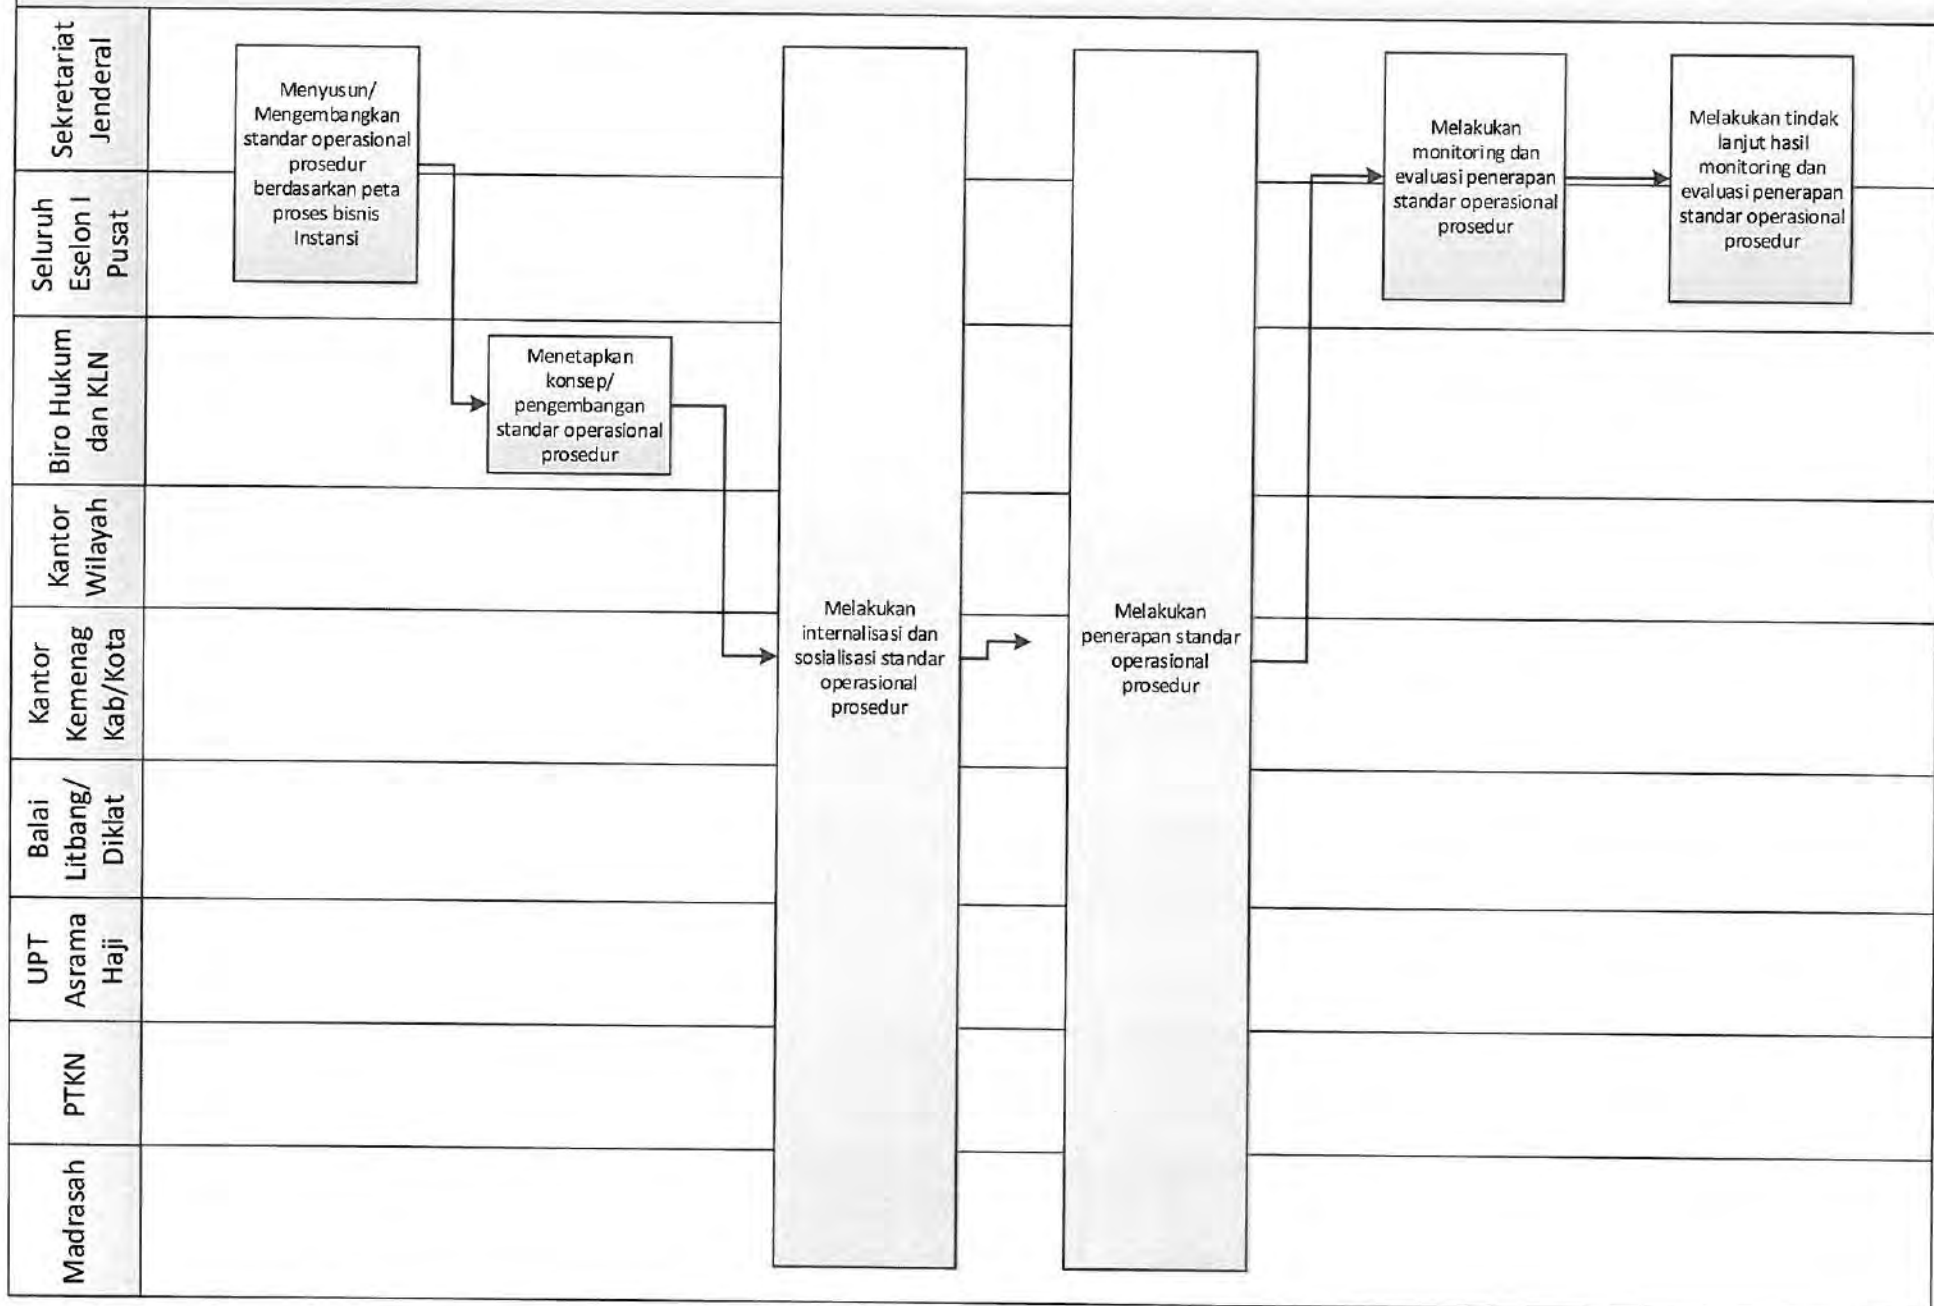 Sekretariat
Jenderal
Seluruh
Eselon I
Pusat
Biro Hukum
dan KLN
Kantor
Wilayah
Kantor
Kemenag
Kab/Kota
Balai
Litbang/
Diklat
UPT
Asrama
Haji
PTKN
Madrasah
Menyusun/
Mengembangkan
standar operasional
prosedur
berdasarkan peta
proses bisnis
Instansi
Menetapkan
konsep/
pengembangan
standar operasional
prosedur
Melakukan
internalisasi dan
sosialisasi standar
operasional
prosedur
Melakukan
penerapan standar
operasional
prosedur
Melakukan
monitoring dan
evaluasi penerapan
standar operasional
prosedur
Melakukan tindak
lanjut hasil
monitoring dan
evaluasi penerapan
standar operasional
prosedur